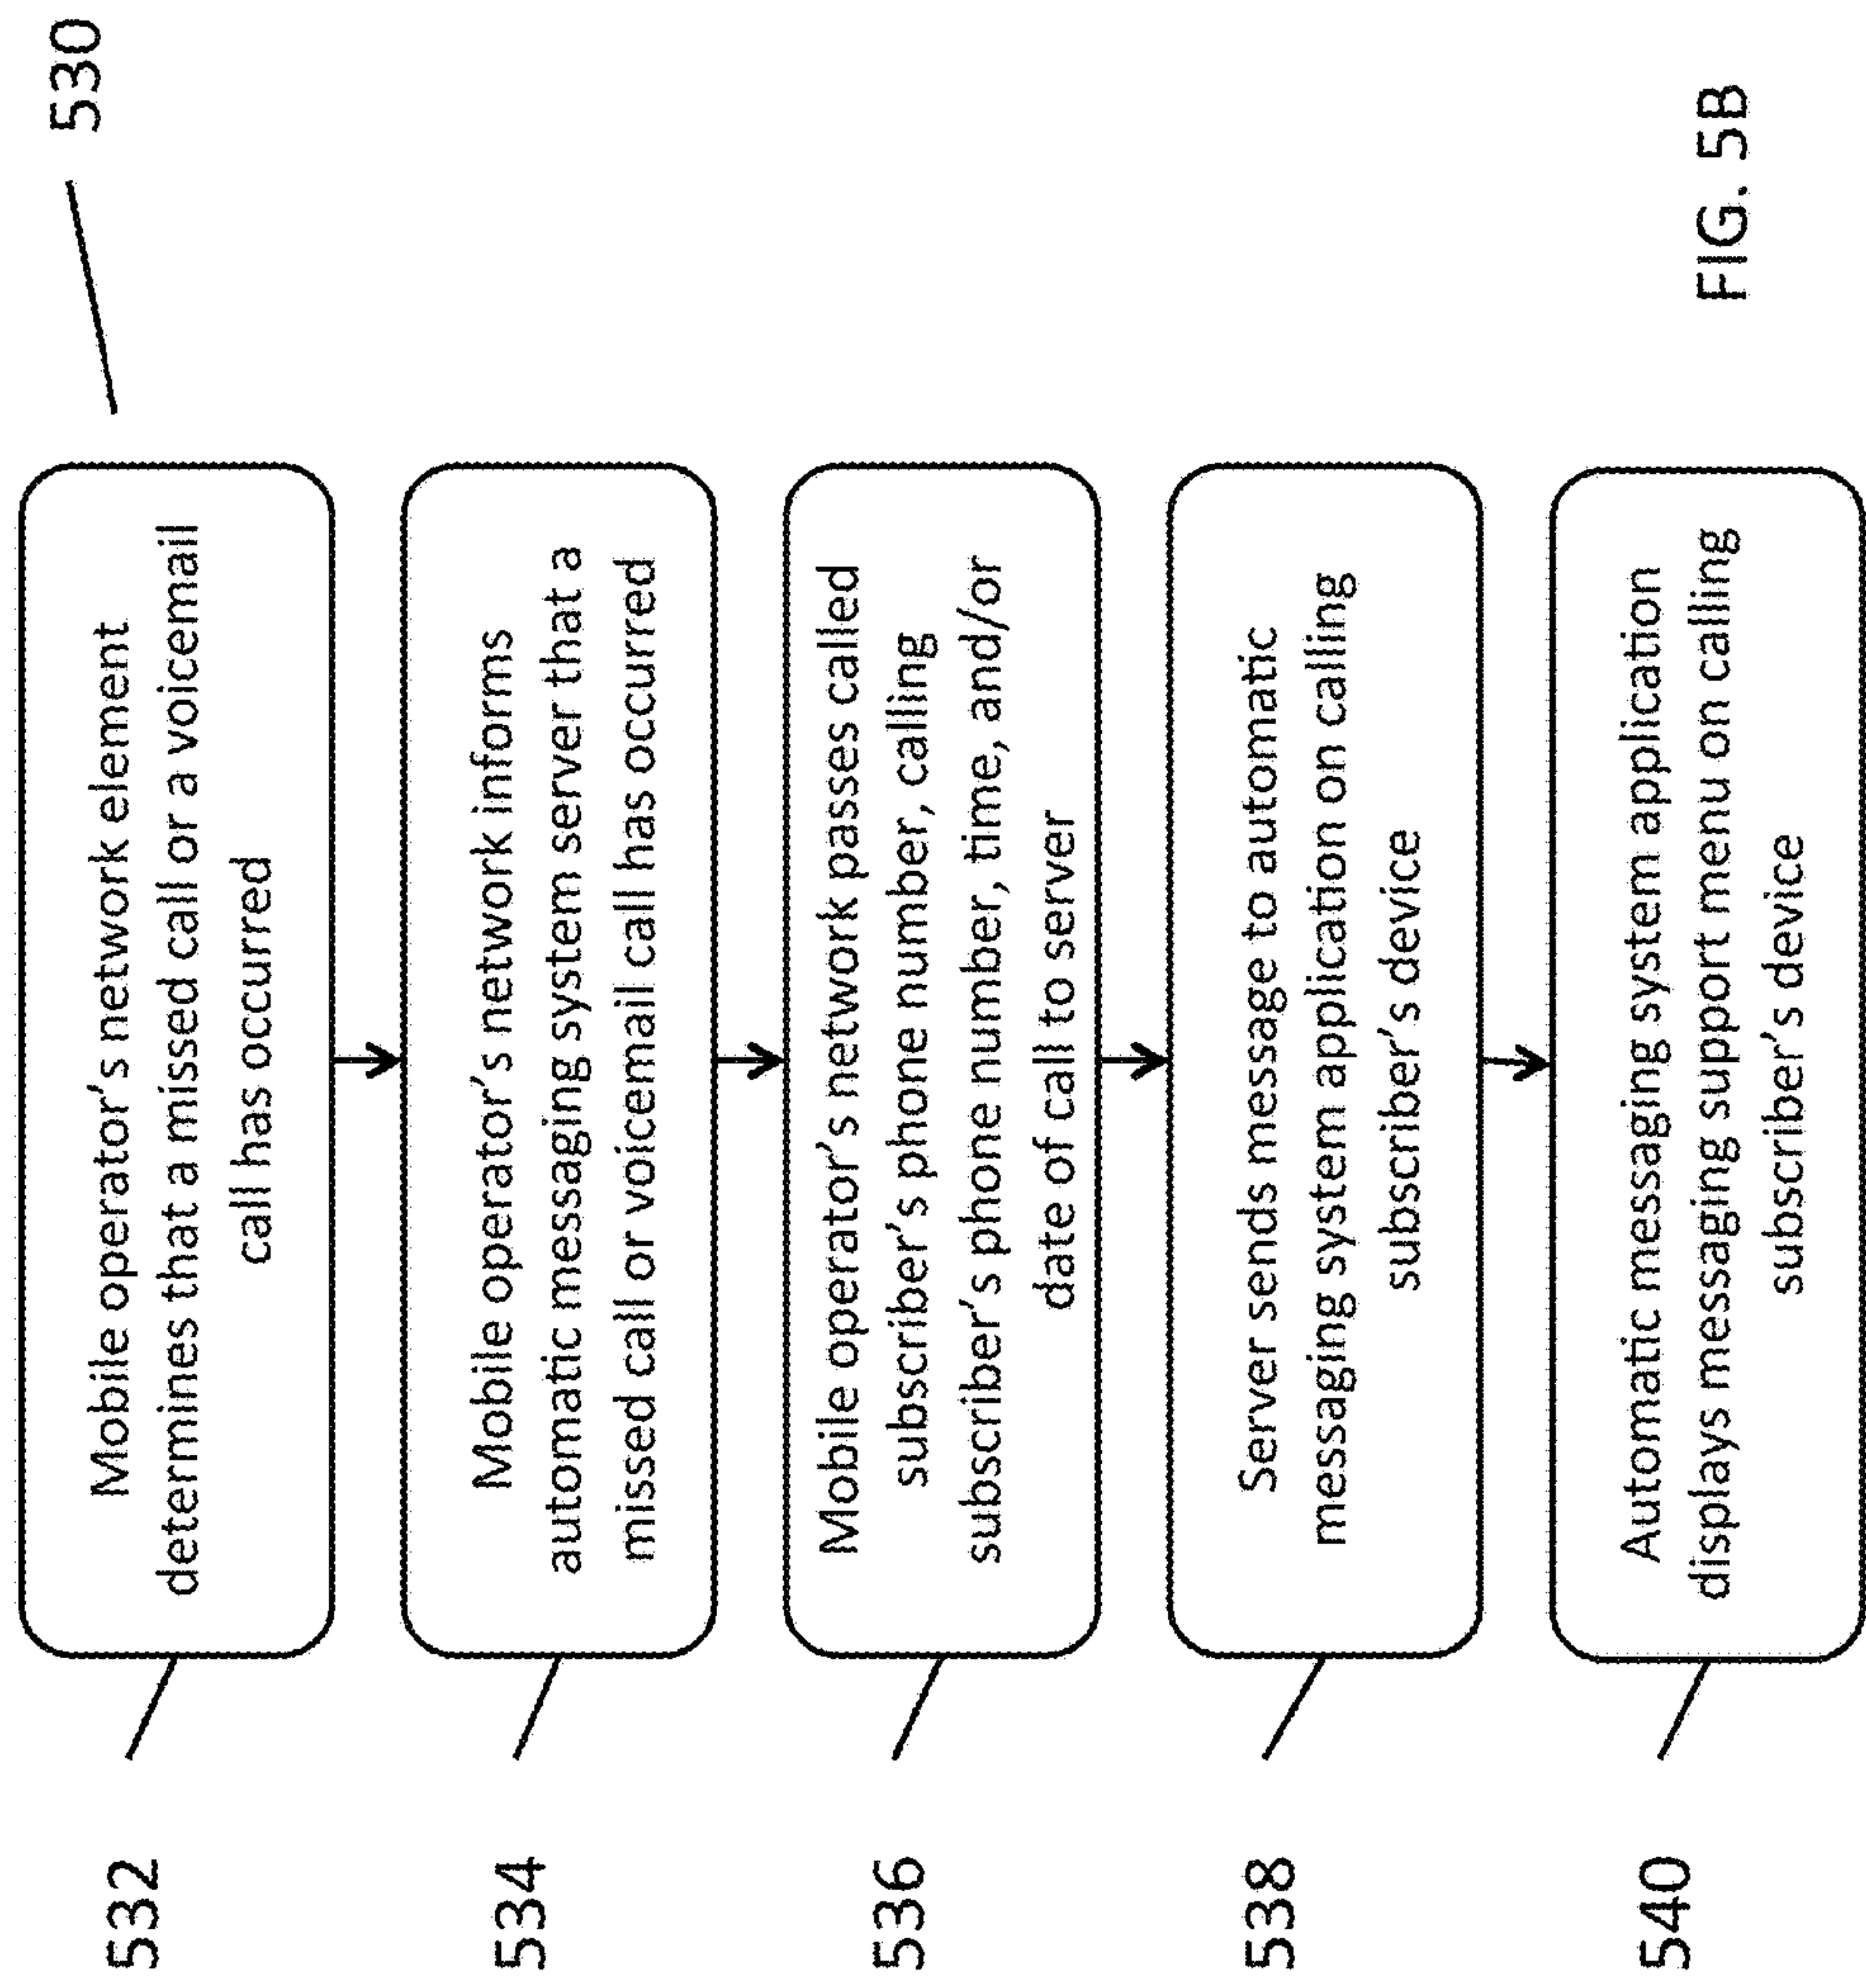 530
532
Mobile operator's network element
determines that a missed call or a voicemail
call has occurred
534
Mobile operator's network informs
automatic messaging system server that a
missed call or voicemail call has occurred
536
Mobile operator's network passes called
subscriber's phone number, calling
subscriber's phone number, time, and/or
date of call to server
538
Server sends message to automatic
messaging system application on calling
subscriber's device
540
Automatic messaging system application
displays messaging support menu on calling
subscriber's device
FIG. 5B